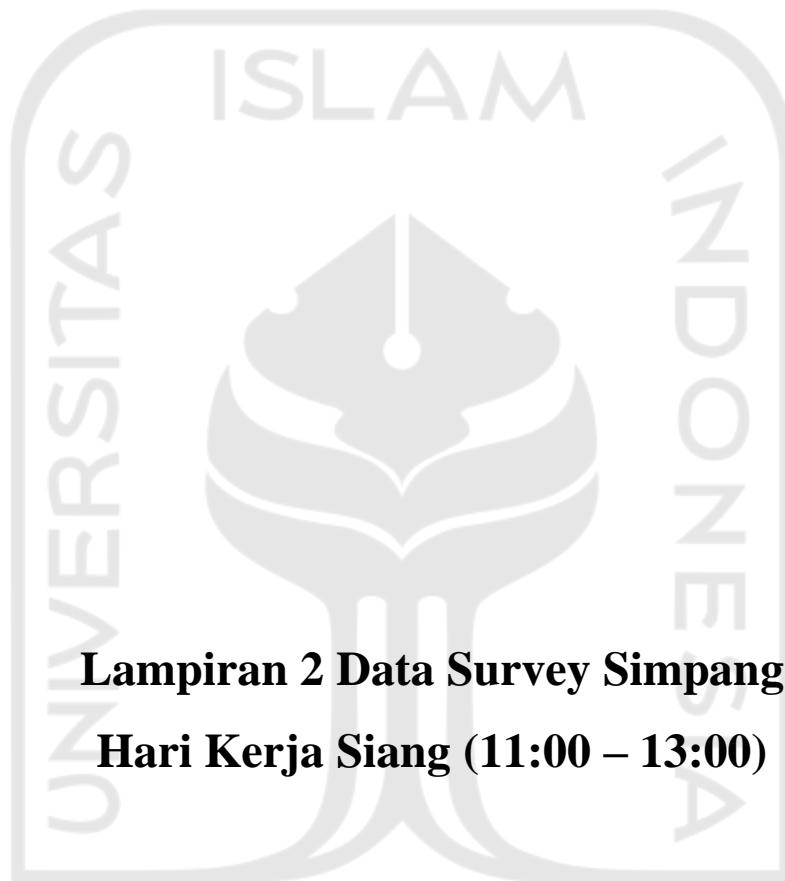 ISLAM
UNIVERSITAS
INDONESIA
Lampiran 2 Data Survey Simpang
Hari Kerja Siang (11:00 – 13:00)